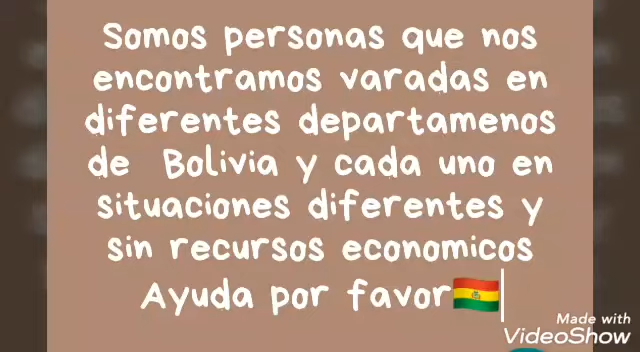 Somos personas que nos
encontramos varadas en
diferentes departamenos
de Bolivia y cada uno en
situaciones diferentes y
sin recursos economicos
Ayuda por favor🇧🇴
Made with
VideoShow